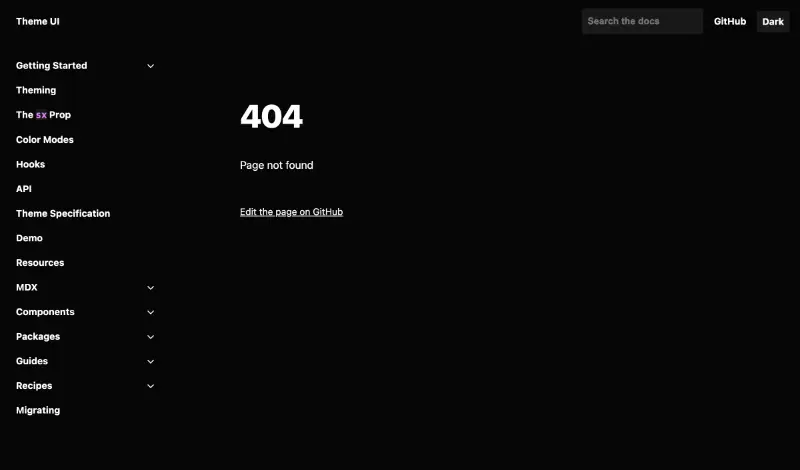 Theme UI
Search the docs
GitHub
Dark
Getting Started
Theming
The sx Prop
Color Modes
Hooks
API
Theme Specification
Demo
Resources
MDX
Components
Packages
Guides
Recipes
Migrating
404
Page not found
Edit the page on GitHub